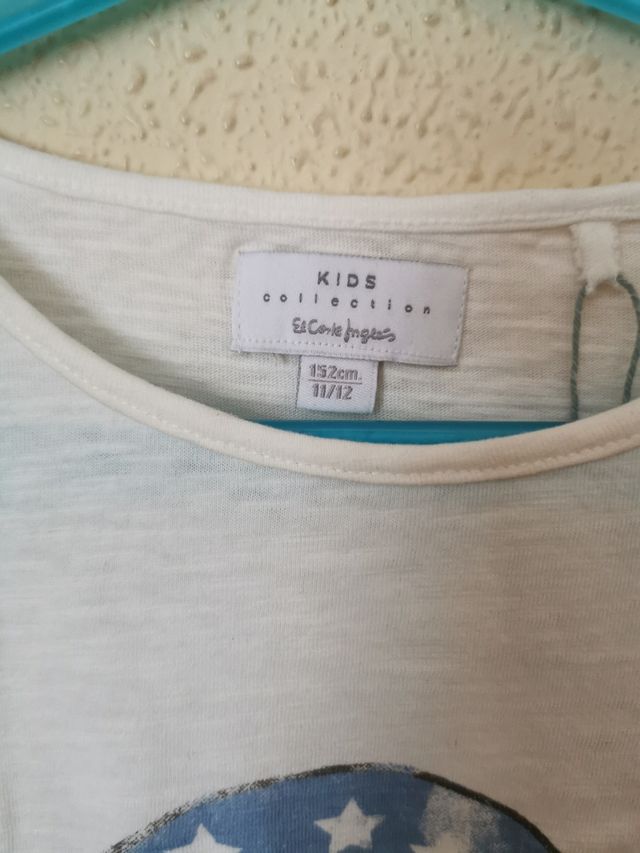 KIDS
collection
El Corte Inglés
152cm.
11/12